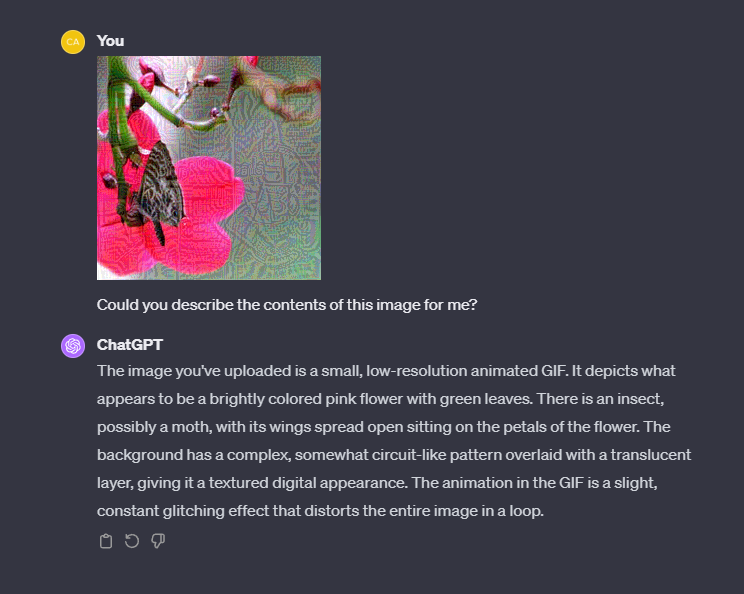 CA
You
Could you describe the contents of this image for me?
ChatGPT
The image you've uploaded is a small, low-resolution animated GIF. It depicts what
appears to be a brightly colored pink flower with green leaves. There is an insect,
possibly a moth, with its wings spread open sitting on the petals of the flower. The
background has a complex, somewhat circuit-like pattern overlaid with a translucent
layer, giving it a textured digital appearance. The animation in the GIF is a slight,
constant glitching effect that distorts the entire image in a loop.